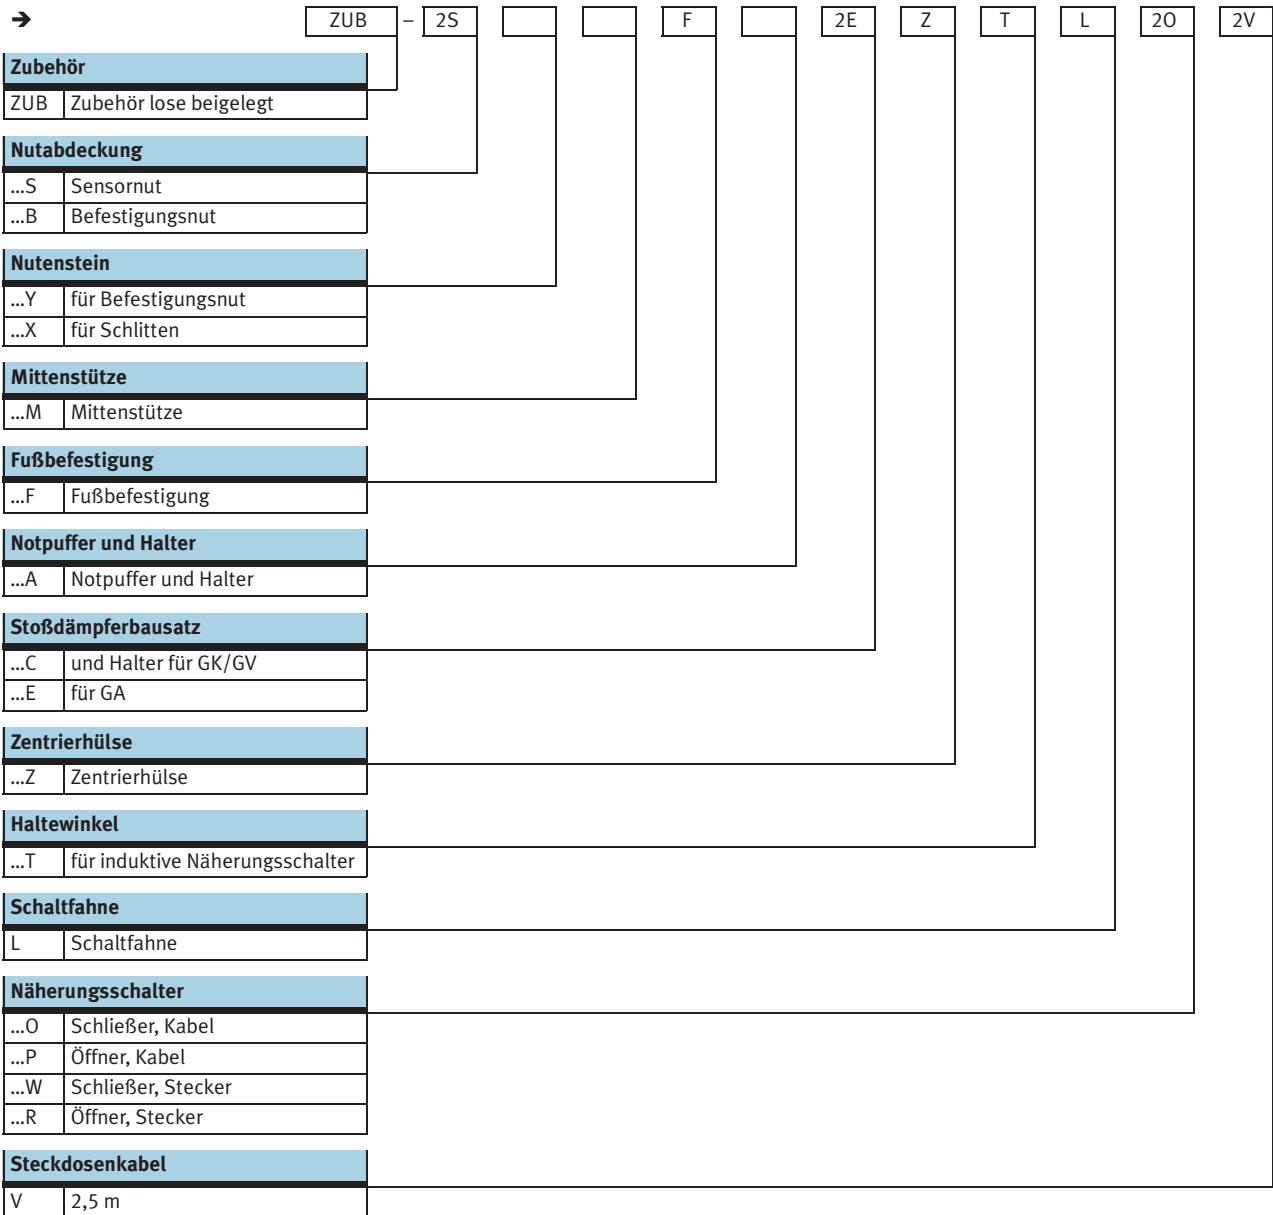 ➔ ZUB – 2S F 2E Z T L 2O 2V
Zubehör
ZUB Zubehör lose beigelegt
Nutabdeckung
...S Sensornut
...B Befestigungsnut
Nutenstein
...Y für Befestigungsnut
...X für Schlitten
Mittenstütze
...M Mittenstütze
Fußbefestigung
...F Fußbefestigung
Notpuffer und Halter
...A Notpuffer und Halter
Stoßdämpferbausatz
...C und Halter für GK/GV
...E für GA
Zentrierhülse
...Z Zentrierhülse
Haltewinkel
...T für induktive Näherungsschalter
Schaltfahne
L Schaltfahne
Näherungsschalter
...O Schließer, Kabel
...P Öffner, Kabel
...W Schließer, Stecker
...R Öffner, Stecker
Steckdosenkabel
V 2,5 m